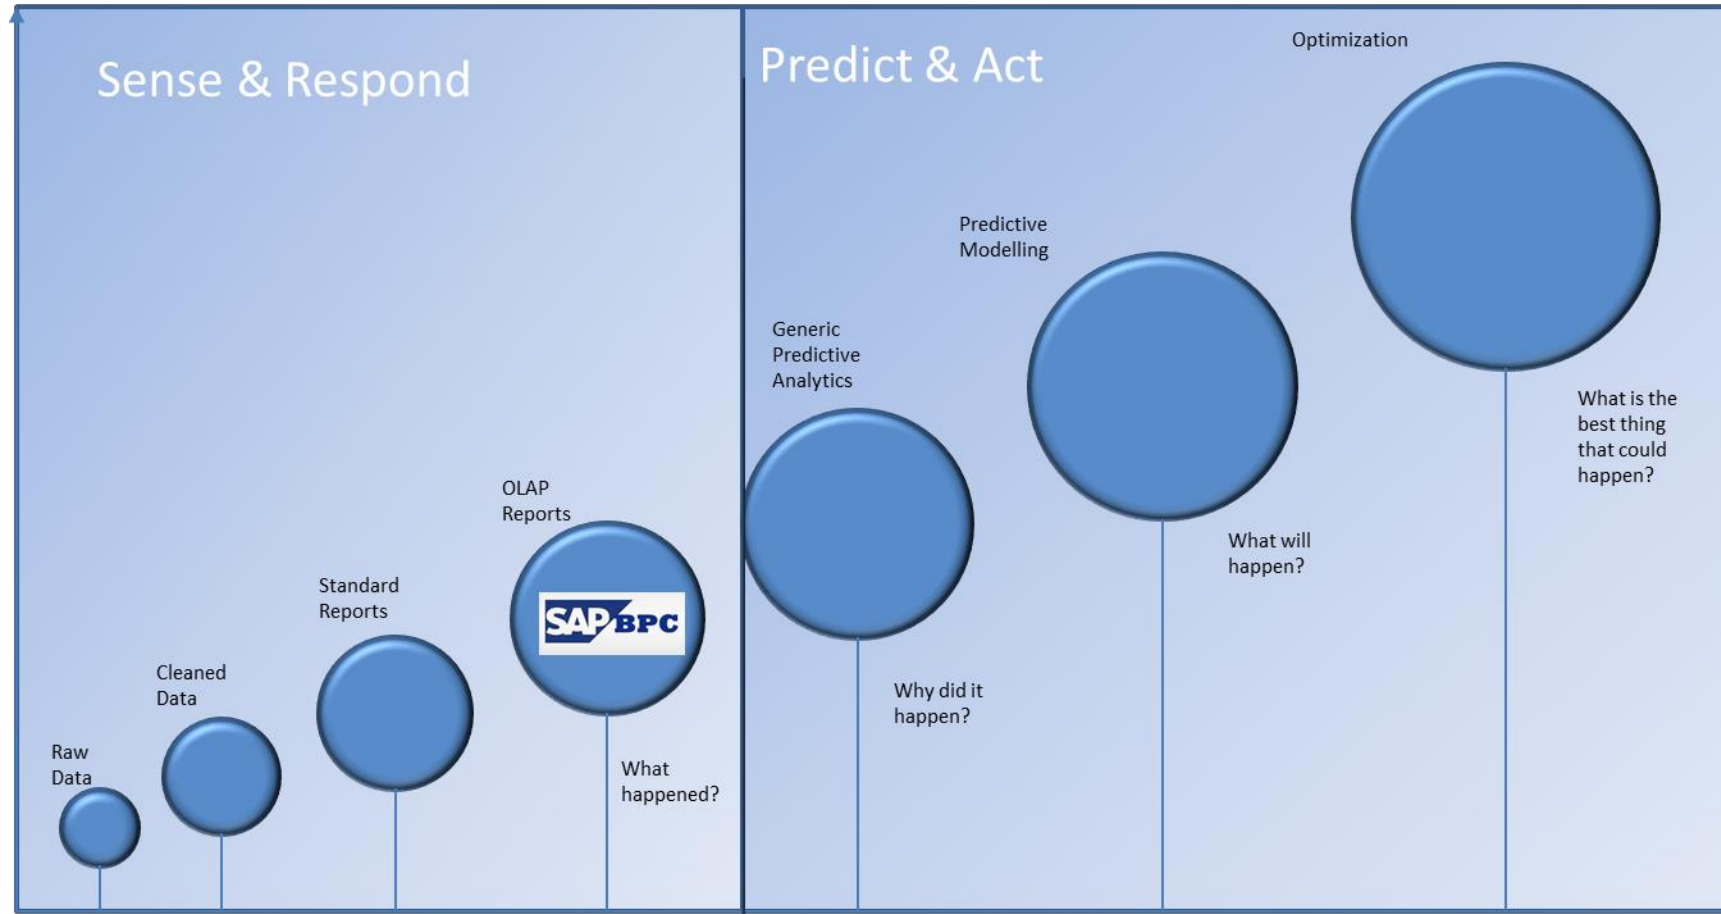 Sense & Respond
Predict & Act
Optimization
Predictive
Modelling
Generic
Predictive
Analytics
What is the
best thing
that could
happen?
OLAP
Reports
What will
happen?
Standard
Reports
SAP BPC
Cleaned
Data
Why did it
happen?
Raw
Data
What
happened?